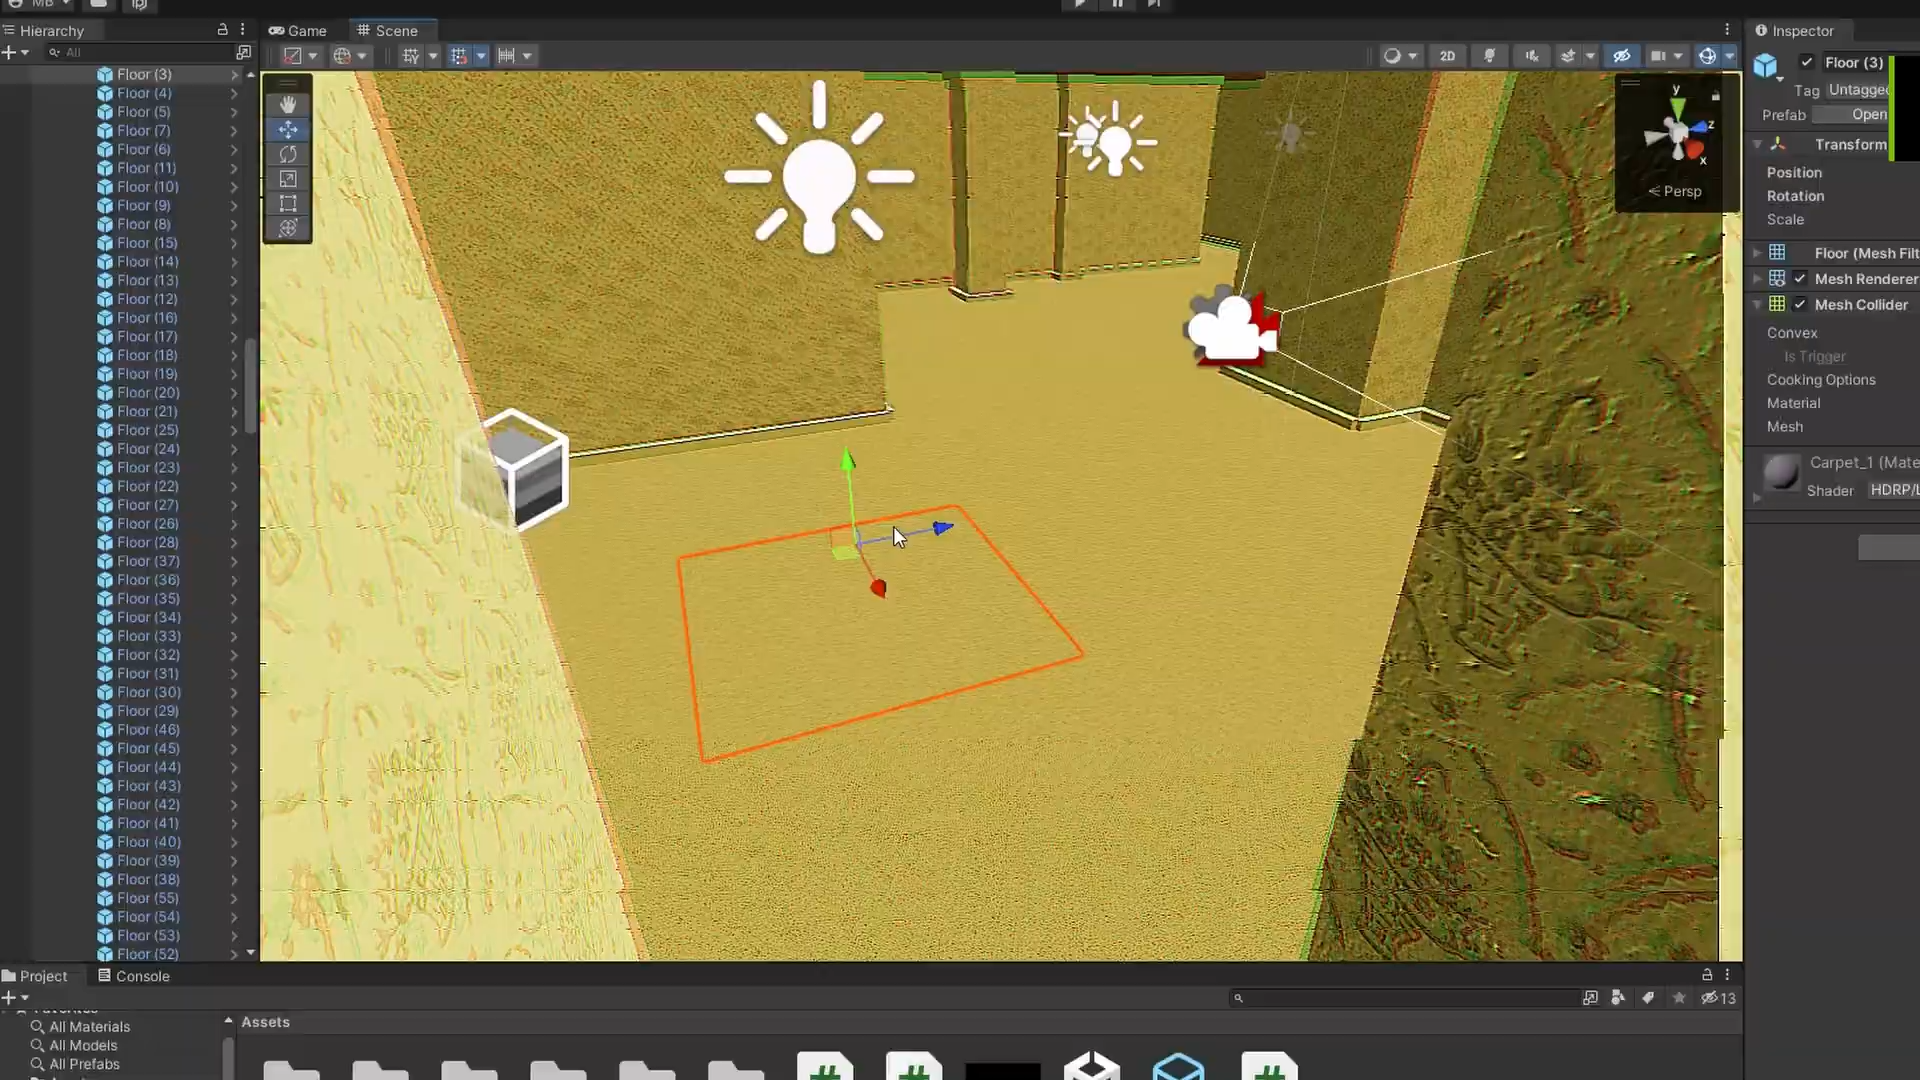 MB
Hierarchy
Game
Scene
Inspector
All
2D
Floor (3)
Floor (4)
Floor (5)
Floor (7)
Floor (6)
Floor (11)
Floor (10)
Floor (9)
Floor (8)
Floor (15)
Floor (14)
Floor (13)
Floor (12)
Floor (16)
Floor (17)
Floor (18)
Floor (19)
Floor (20)
Floor (21)
Floor (25)
Floor (24)
Floor (23)
Floor (22)
Floor (27)
Floor (26)
Floor (28)
Floor (37)
Floor (36)
Floor (35)
Floor (34)
Floor (33)
Floor (32)
Floor (31)
Floor (30)
Floor (29)
Floor (46)
Floor (45)
Floor (44)
Floor (43)
Floor (42)
Floor (41)
Floor (40)
Floor (39)
Floor (38)
Floor (55)
Floor (54)
Floor (53)
Floor (52)
y
z
x
Persp
Floor (3)
Tag Untagged
Prefab Open
Transform
Position
Rotation
Scale
Floor (Mesh Filt
Mesh Renderer
Mesh Collider
Convex
Is Trigger
Cooking Options
Material
Mesh
Carpet_1 (Mate
Shader HDRP/L
Project
Console
13
Favorites
All Materials
All Models
All Prefabs
Assets